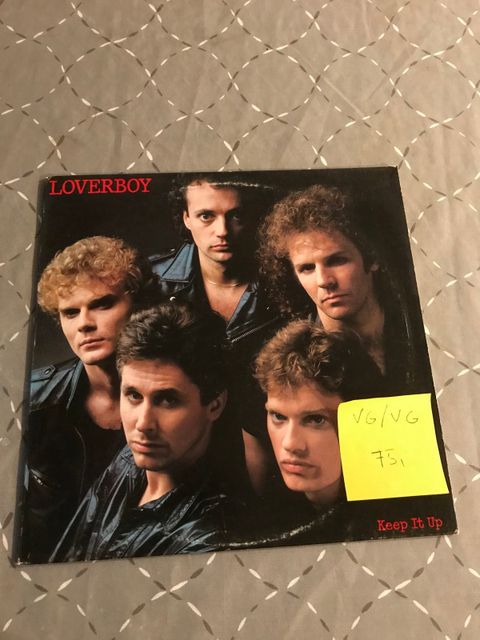 LOVERBOY
VG/VG
75,
Keep It Up